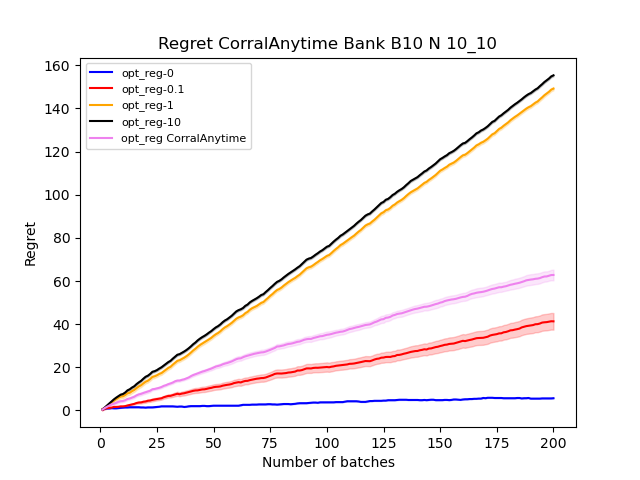 Regret CorralAnytime Bank B10 N 10_10
opt_reg-0
opt_reg-0.1
opt_reg-1
opt_reg-10
opt_reg CorralAnytime
160
140
120
100
80
60
40
20
0
Regret
0 25 50 75 100 125 150 175 200
Number of batches